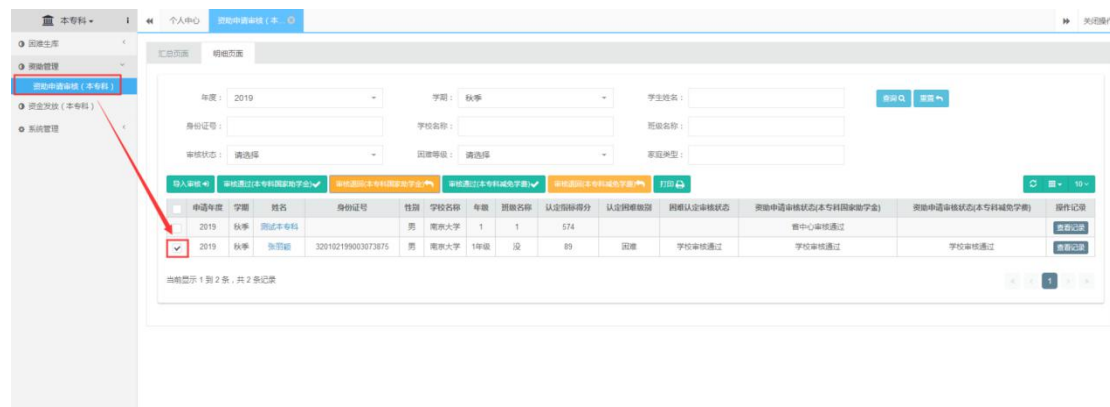 本专科
个人中心
资助申请审核（本...
关闭操作
困难生库
资助管理
资助申请审核（本专科）
资金发放（本专科）
系统管理
汇总页面 明细页面
年度： 2019 学期： 秋季 学生姓名： 查询 重置
身份证号： 学校名称： 班级名称：
审核状态： 请选择 困难等级： 请选择 家庭类型：
导入审核 审核通过(本专科国家助学金) 审核退回(本专科国家助学金) 审核通过(本专科减免学费) 审核退回(本专科减免学费) 打印 10
申请年度 学期 姓名 身份证号 性别 学校名称 年级 班级名称 认定指标得分 认定困难级别 困难认定审核状态 资助申请审核状态(本专科国家助学金) 资助申请审核状态(本专科减免学费) 操作记录
2019 秋季 测试本专科 男 南京大学 1 1 574 省中心审核通过 查看记录
2019 秋季 320102199003073875 男 南京大学 1年级 没 89 困难 学校审核通过 学校审核通过 学校审核通过 查看记录
当前显示 1 到 2 条，共 2 条记录
1